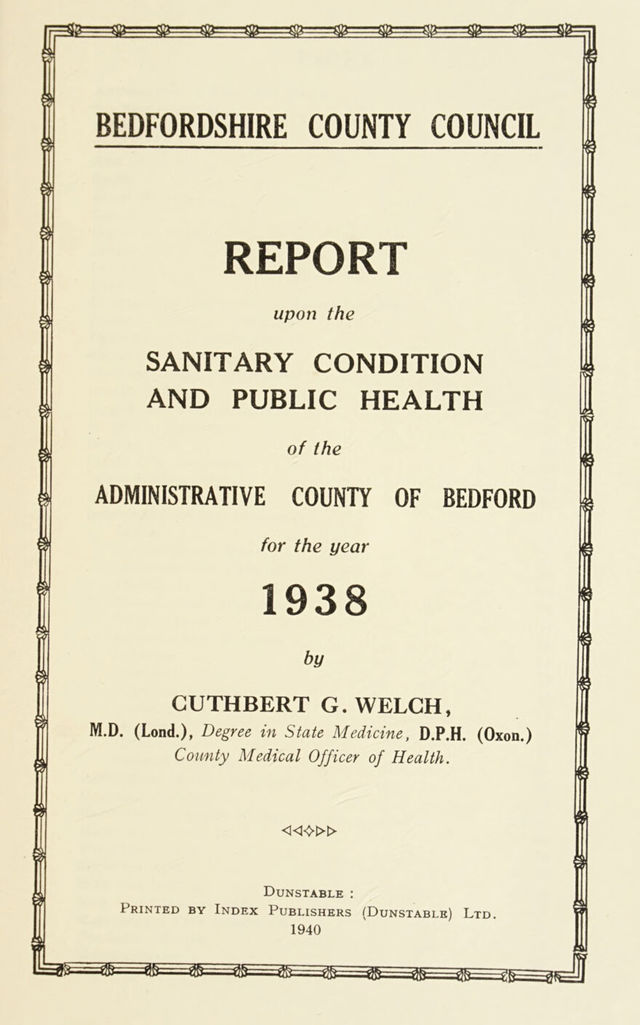 BEDFORDSHIRE COUNTY COUNCIL
REPORT
upon the
SANITARY CONDITION
AND PUBLIC HEALTH
of the
ADMINISTRATIVE COUNTY OF BEDFORD
for the year
1938
by
CUTHBERT G. WELCH,
M.D. (Lond.), Degree in State Medicine, D.P.H. (Oxon.)
County Medical Officer of Health.
DUNSTABLE :
PRINTED BY INDEX PUBLISHERS (DUNSTABLE) LTD.
1940